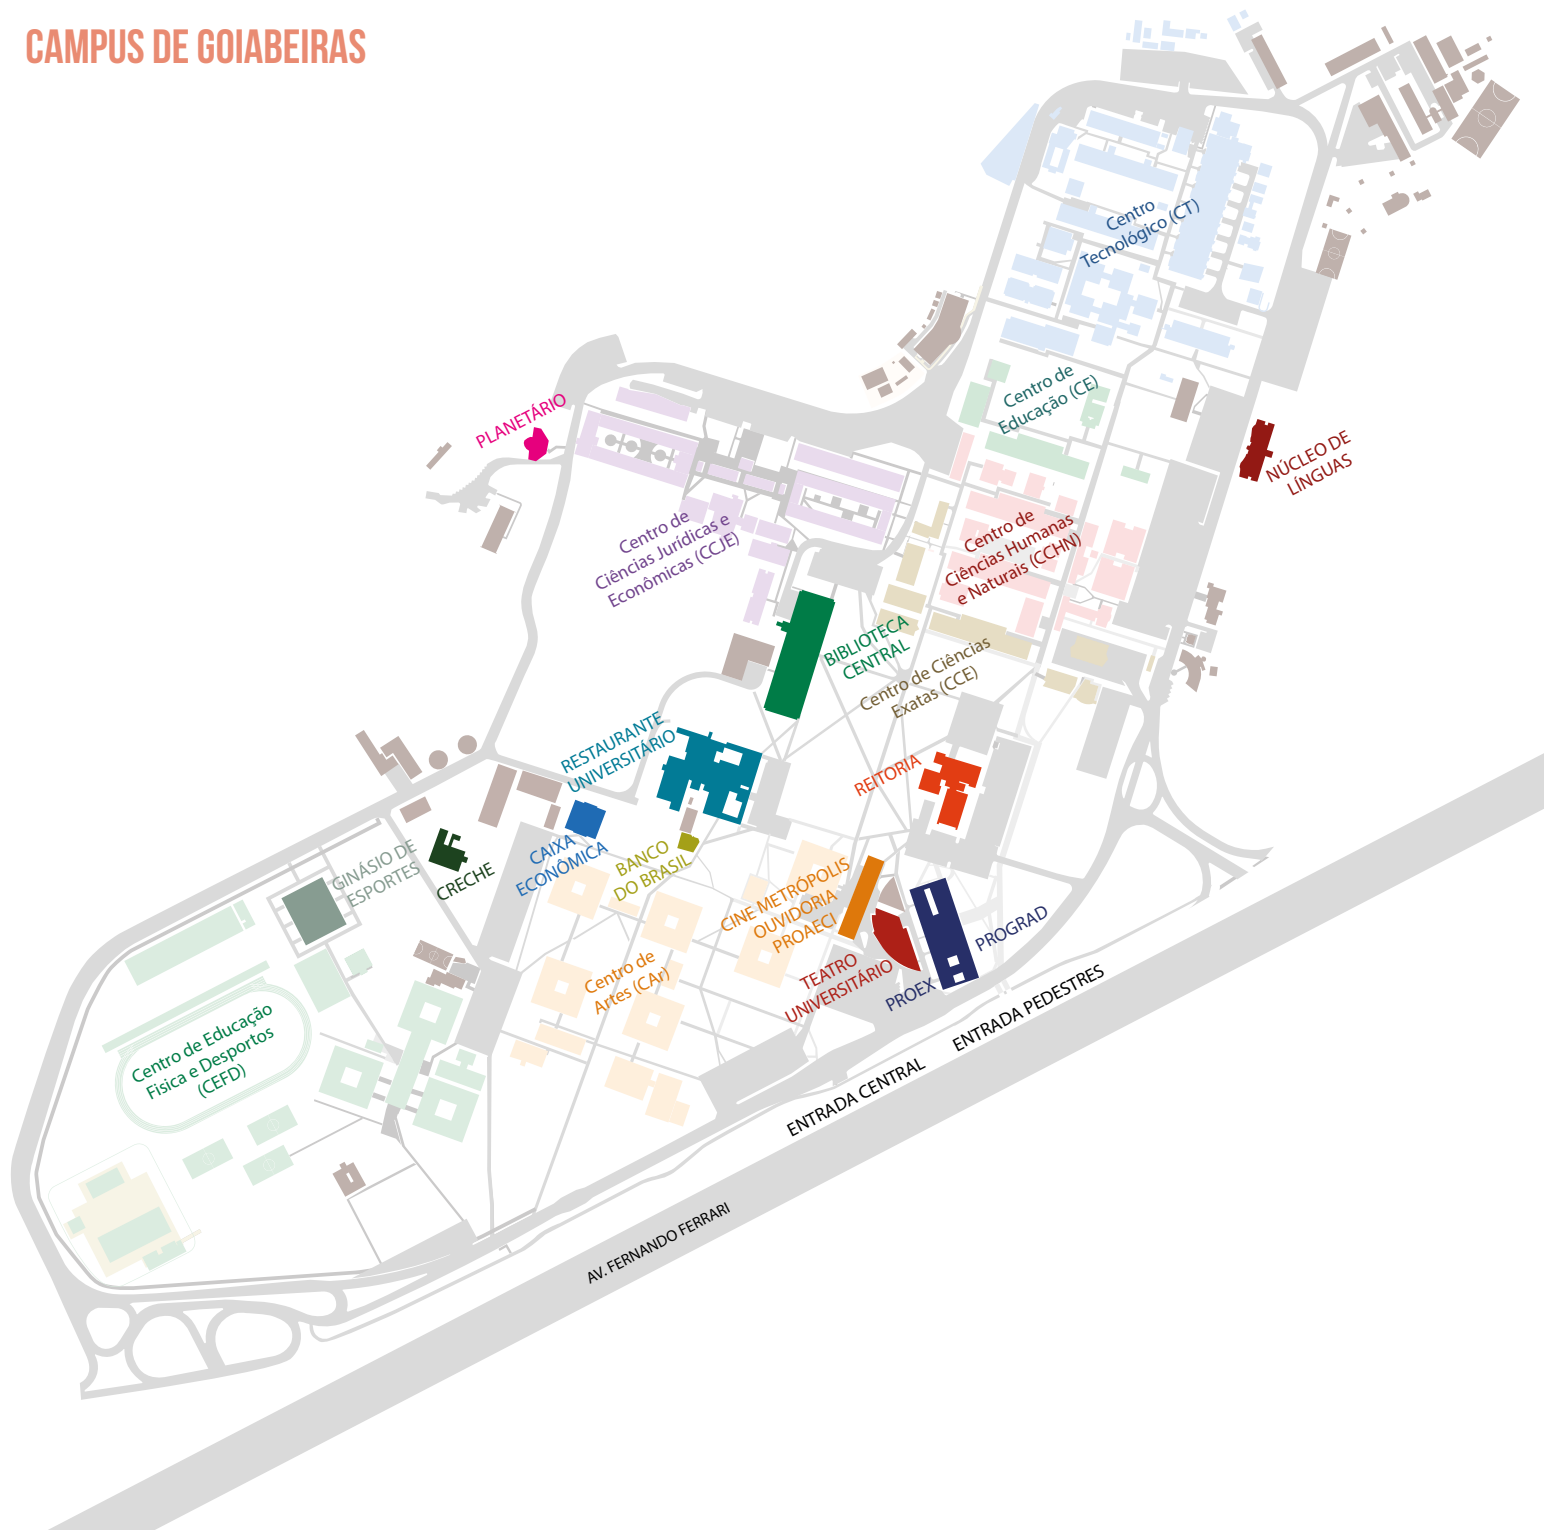 CAMPUS DE GOIABEIRAS
Centro
Tecnológico (CT)
Centro de
Educação (CE)
PLANETÁRIO
NÚCLEO DE
LÍNGUAS
Centro de
Ciências Jurídicas e
Econômicas (CCJE)
Centro de
Ciências Humanas
e Naturais (CCHN)
BIBLIOTECA
CENTRAL
Centro de Ciências
Exatas (CCE)
RESTAURANTE
UNIVERSITÁRIO
REITORIA
CAIXA
ECONÔMICA
BANCO
DO BRASIL
GINÁSIO DE
ESPORTES
CRECHE
CINE METRÓPOLIS
OUVIDORIA
PROAECI
PROGRAD
TEATRO
UNIVERSITÁRIO
PROEX
Centro de
Artes (CAr)
Centro de Educação
Fisica e Desportos
(CEFD)
ENTRADA PEDESTRES
ENTRADA CENTRAL
AV. FERNANDO FERRARI